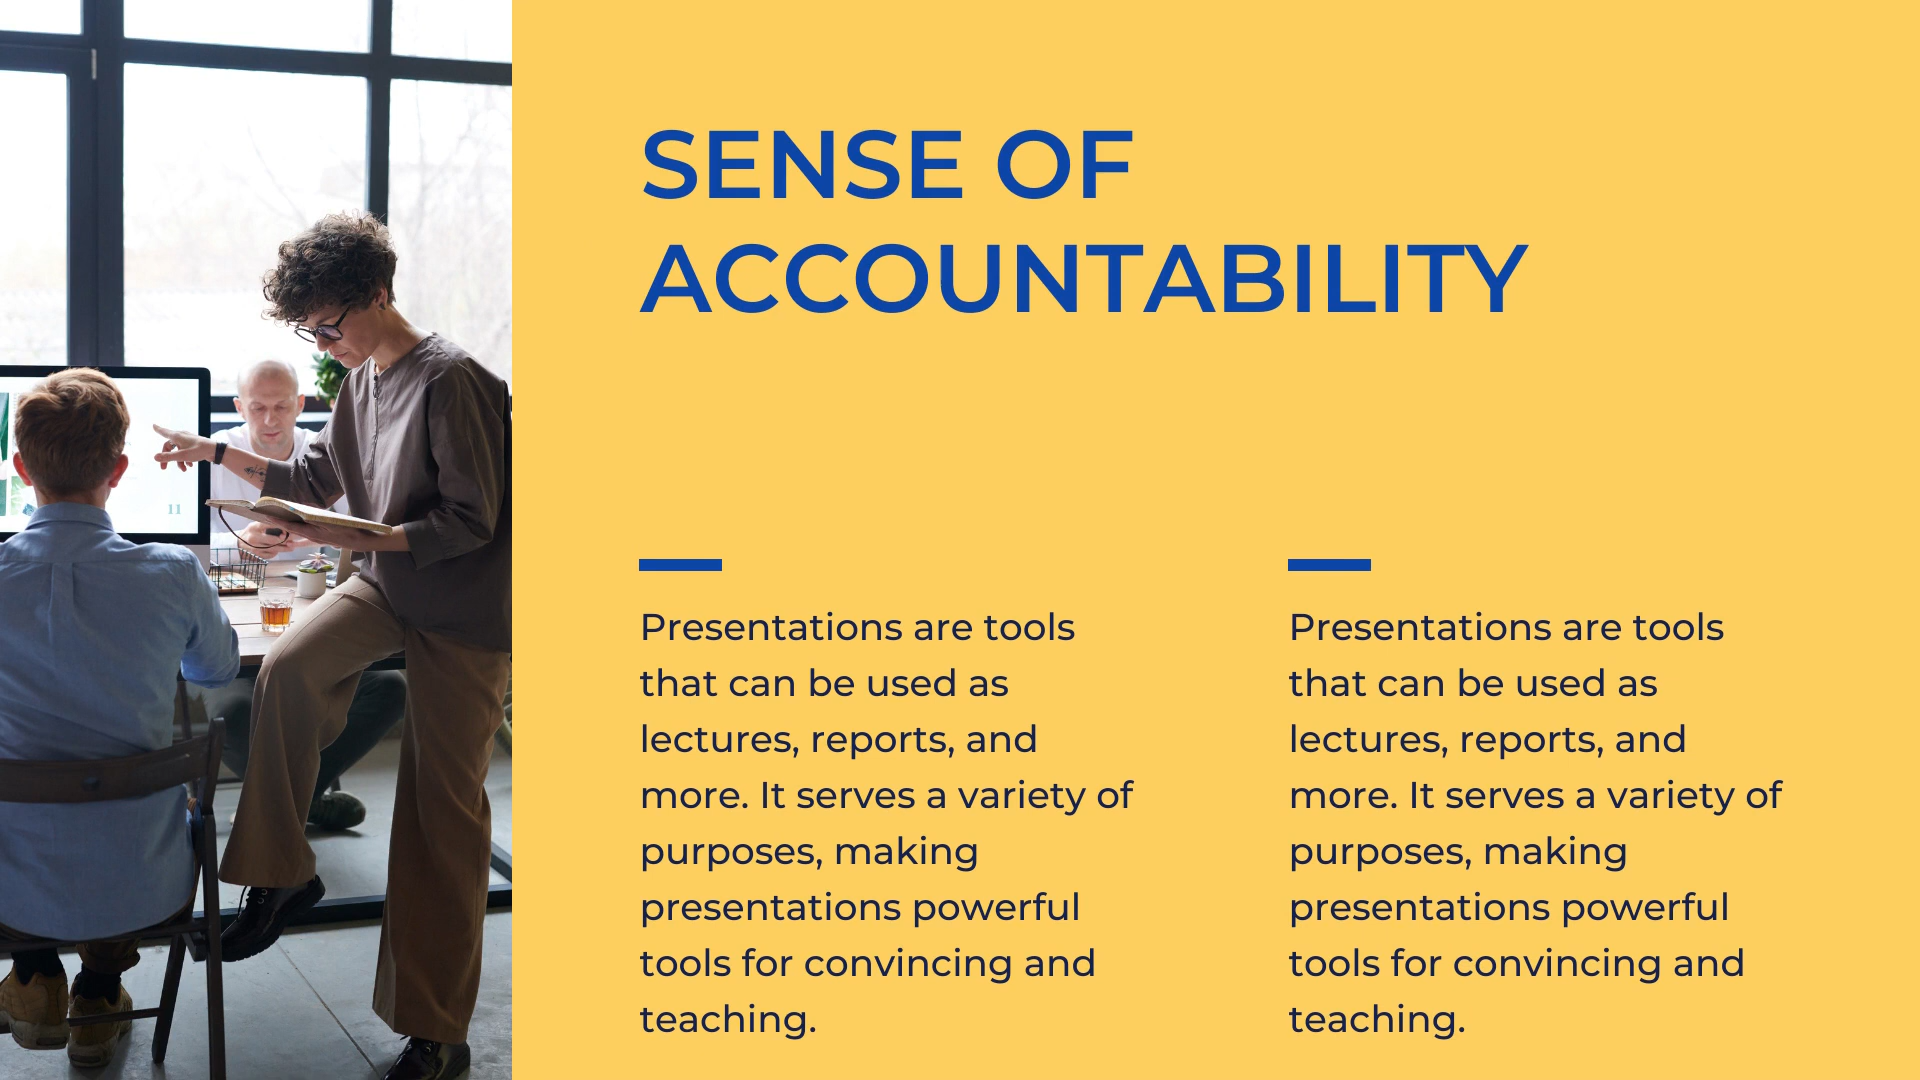 SENSE OF
ACCOUNTABILITY
Presentations are tools
that can be used as
lectures, reports, and
more. It serves a variety of
purposes, making
presentations powerful
tools for convincing and
teaching.
Presentations are tools
that can be used as
lectures, reports, and
more. It serves a variety of
purposes, making
presentations powerful
tools for convincing and
teaching.
11